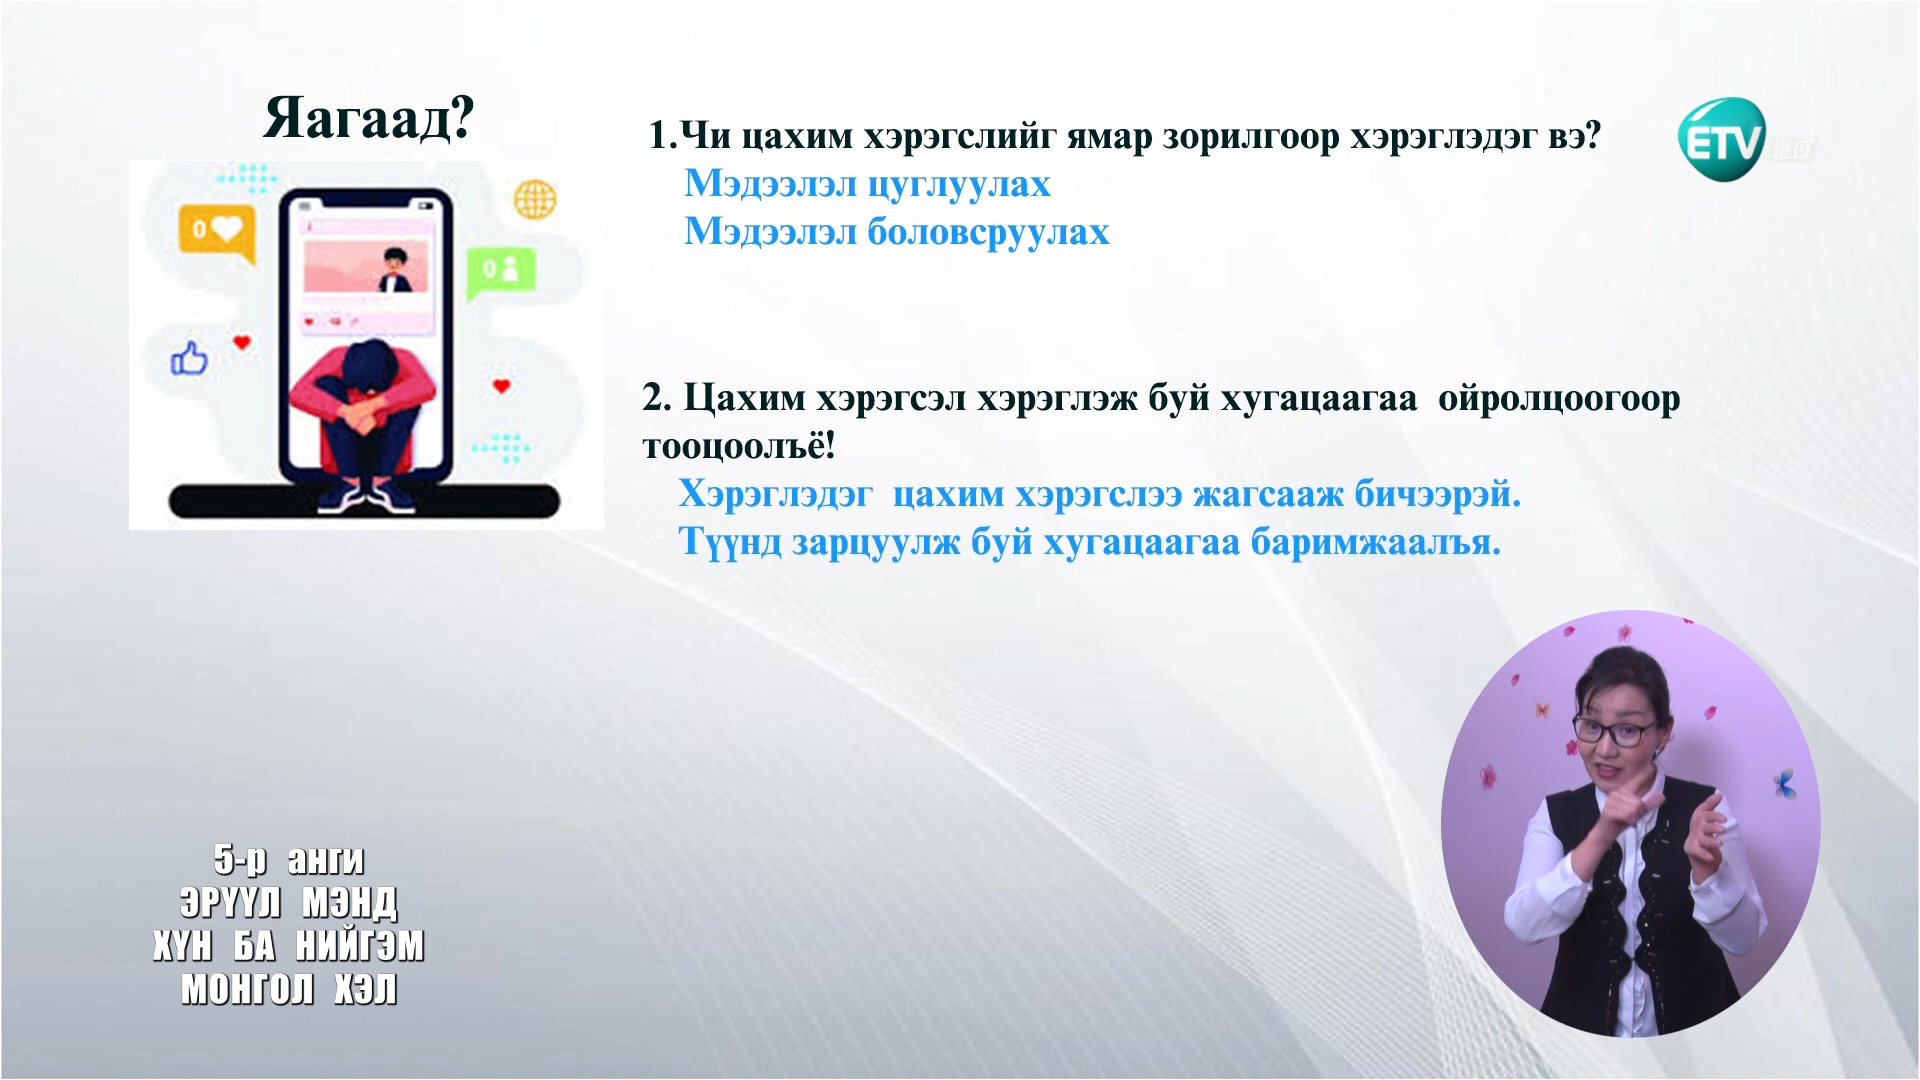 Яагаад?
1.Чи цахим хэрэгслийг ямар зорилгоор хэрэглэдэг вэ?
Мэдээлэл цуглуулах
Мэдээлэл боловсруулах
ETV HD
0
0
2. Цахим хэрэгсэл хэрэглэж буй хугацаагаа ойролцоогоор
тооцоолъё!
Хэрэглэдэг цахим хэрэгслээ жагсааж бичээрэй.
Түүнд зарцуулж буй хугацаагаа баримжаалъя.
5-р анги
ЭРҮҮЛ МЭНД
ХҮН БА НИЙГЭМ
МОНГОЛ ХЭЛ